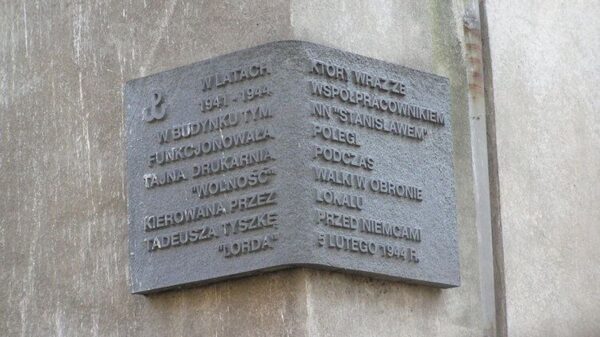 W LATACH
1941-1944
W BUDYNKU TYM
FUNKCJONOWAŁA
TAJNA DRUKARNIA
"WOLNOŚĆ"
KIEROWANA PRZEZ
TADEUSZA TYSZKĘ
"LORDA"
KTÓRY WRAZ ZE
WSPÓŁPRACOWNIKIEM
NN "STANISŁAWEM"
POLEGŁ
PODCZAS
WALKI W OBRONIE
LOKALU
PRZED NIEMCAMI
5 LUTEGO 1944 R.